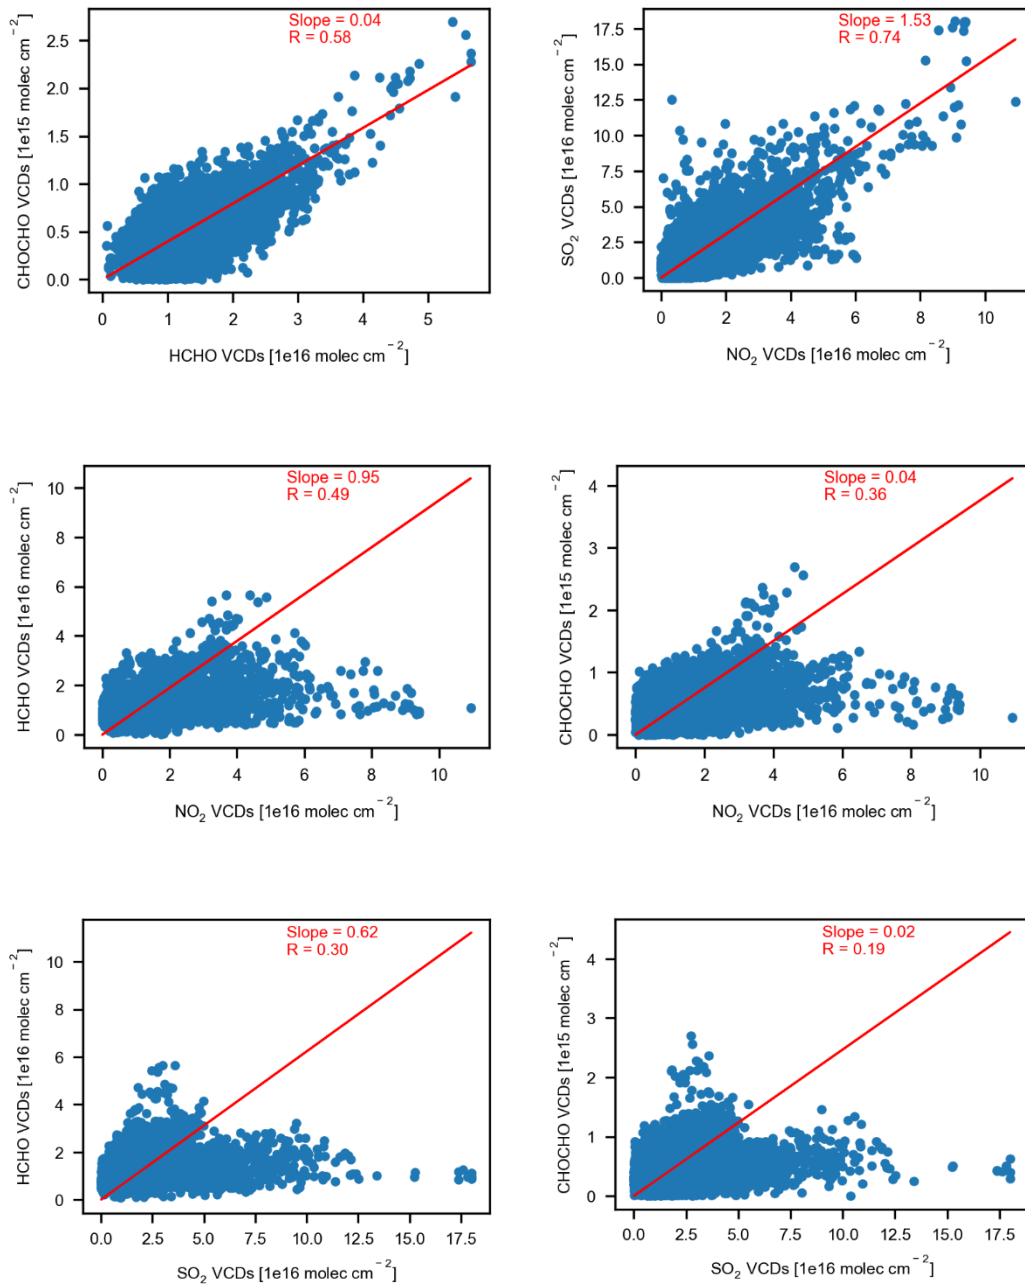 Slope = 0.04
R = 0.58
CHOCHO VCDs [1e15 molec cm⁻²]
2.5
2.0
1.5
1.0
0.5
0.0
0 1 2 3 4 5
HCHO VCDs [1e16 molec cm⁻²]
Slope = 1.53
R = 0.74
SO₂ VCDs [1e16 molec cm⁻²]
17.5
15.0
12.5
10.0
7.5
5.0
2.5
0.0
0 2 4 6 8 10
NO₂ VCDs [1e16 molec cm⁻²]
Slope = 0.95
R = 0.49
HCHO VCDs [1e16 molec cm⁻²]
10
8
6
4
2
0
0 2 4 6 8 10
NO₂ VCDs [1e16 molec cm⁻²]
Slope = 0.04
R = 0.36
CHOCHO VCDs [1e15 molec cm⁻²]
4
3
2
1
0
0 2 4 6 8 10
NO₂ VCDs [1e16 molec cm⁻²]
Slope = 0.62
R = 0.30
HCHO VCDs [1e16 molec cm⁻²]
10
8
6
4
2
0
0.0 2.5 5.0 7.5 10.0 12.5 15.0 17.5
SO₂ VCDs [1e16 molec cm⁻²]
Slope = 0.02
R = 0.19
CHOCHO VCDs [1e15 molec cm⁻²]
4
3
2
1
0
0.0 2.5 5.0 7.5 10.0 12.5 15.0 17.5
SO₂ VCDs [1e16 molec cm⁻²]